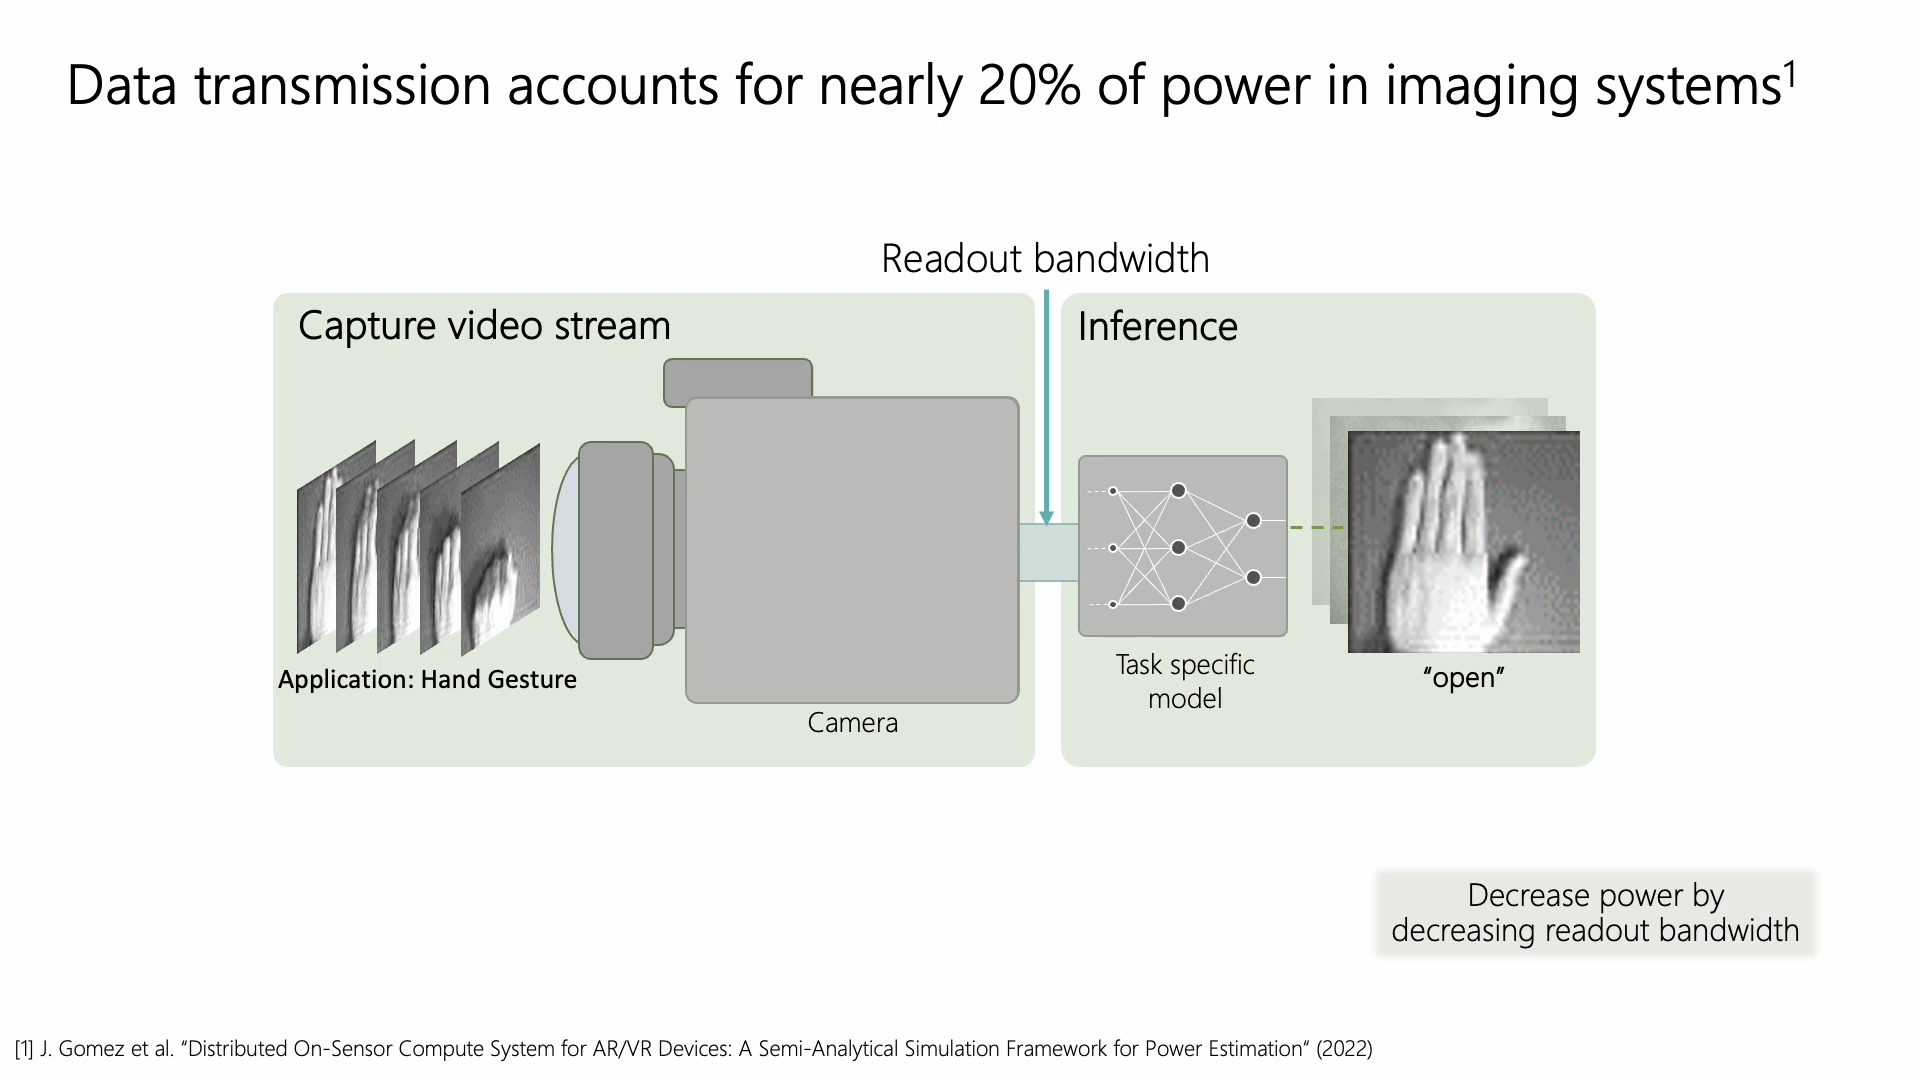 Data transmission accounts for nearly 20% of power in imaging systems1
Readout bandwidth
Capture video stream
Inference
Application: Hand Gesture
Camera
Task specific
model
“open”
Decrease power by
decreasing readout bandwidth
[1] J. Gomez et al. “Distributed On-Sensor Compute System for AR/VR Devices: A Semi-Analytical Simulation Framework for Power Estimation“ (2022)